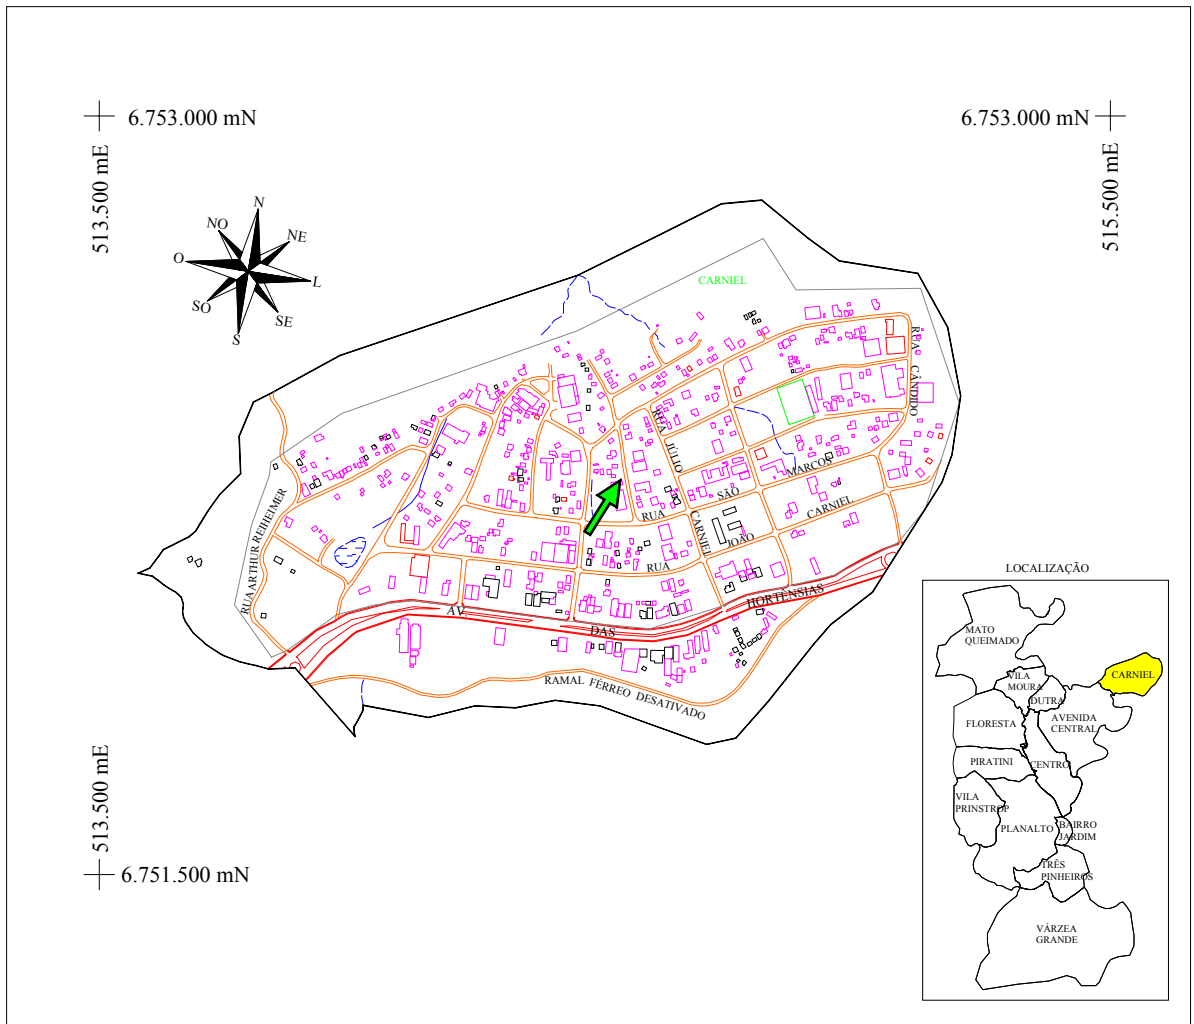 6.753.000 mN
6.753.000 mN
513.500 mE
515.500 mE
N
NO
NE
O
L
SO
SE
S
CARNIEL
RUA CÂNDIDO
RUA JÚLIO CARNIEL
RUA SÃO MARCOS
RUA JOÃO CARNIEL
RUA ARTHUR REIHEIMER
AV DAS HORTENSIAS
RAMAL FÉRREO DESATIVADO
LOCALIZAÇÃO
MATO
QUEIMADO
CARNIEL
VILA
MOURA
DUTRA
FLORESTA
AVENIDA
CENTRAL
PIRATINI
CENTRO
VILA
PRINSTROP
PLANALTO
BAIRRO
JARDIM
TRÊS
PINHEIROS
VÁRZEA
GRANDE
513.500 mE
6.751.500 mN